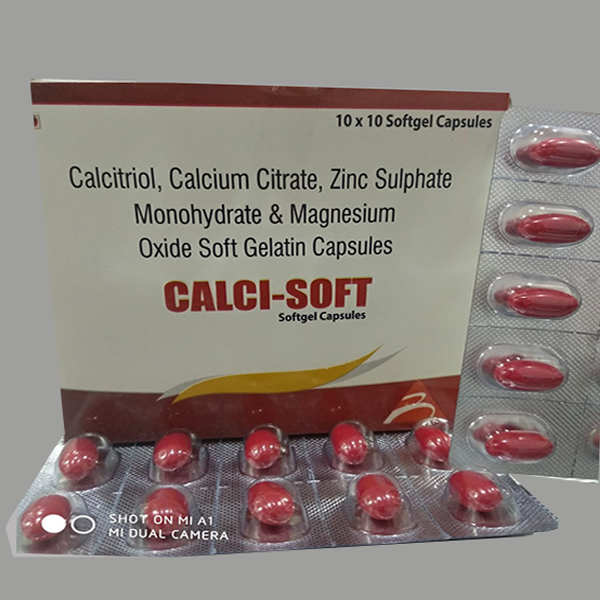 10 x 10 Softgel Capsules
Calcitriol, Calcium Citrate, Zinc Sulphate
Monohydrate & Magnesium
Oxide Soft Gelatin Capsules
CALCI-SOFT
Softgel Capsules
SHOT ON MI A1
MI DUAL CAMERA